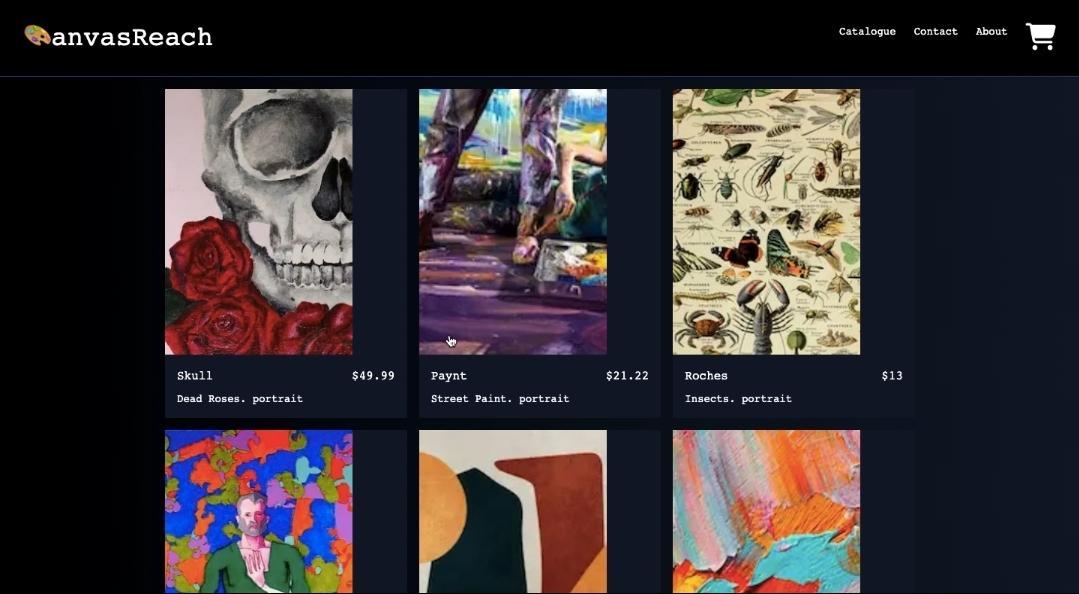 anvasReach
Catalogue Contact About
Skull $49.99
Dead Roses. portrait
Paynt $21.22
Street Paint. portrait
Roches $13
Insects. portrait